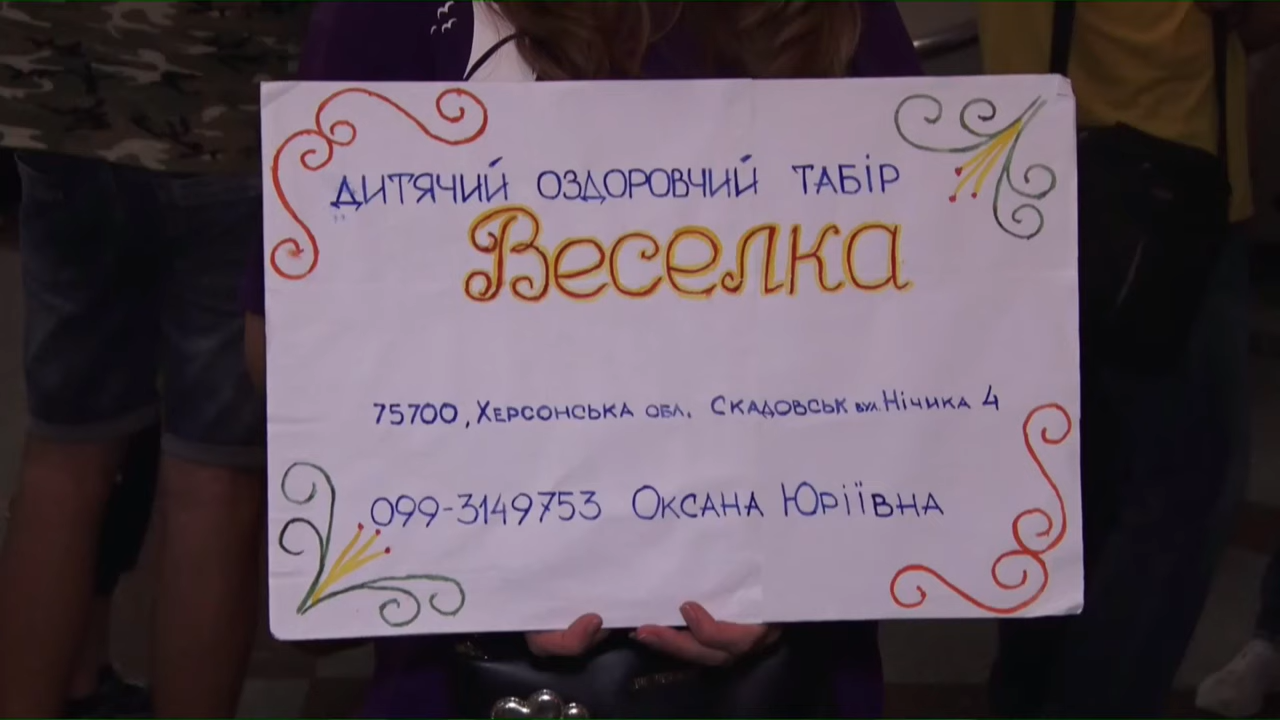 ДИТЯЧИЙ ОЗДОРОВЧИЙ ТАБІР
Веселка
75700, ХЕРСОНСЬКА ОБЛ. СКАДОВСЬК вул. НІЧИКА 4
099-3149753 ОКСАНА ЮРІЇВНА